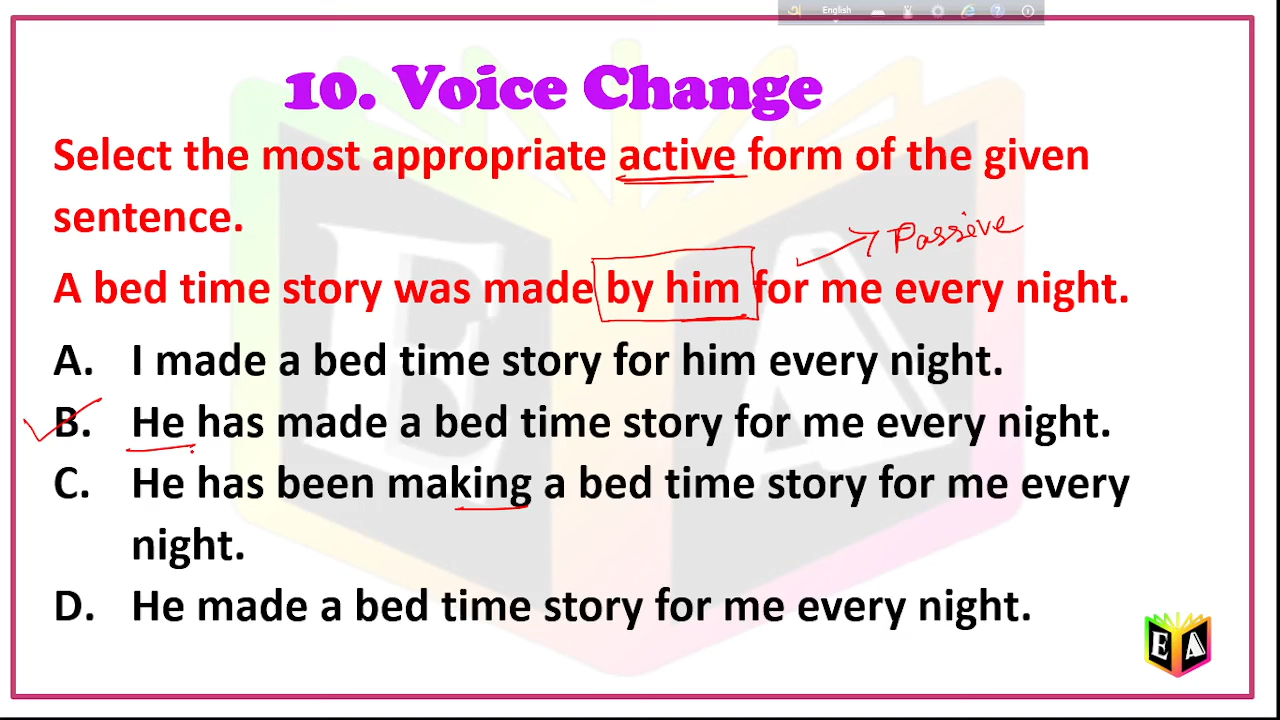 English
10. Voice Change
Select the most appropriate active form of the given
sentence.
Passive
A bed time story was made by him for me every night.
A. I made a bed time story for him every night.
B. He has made a bed time story for me every night.
C. He has been making a bed time story for me every
night.
D. He made a bed time story for me every night.
E A